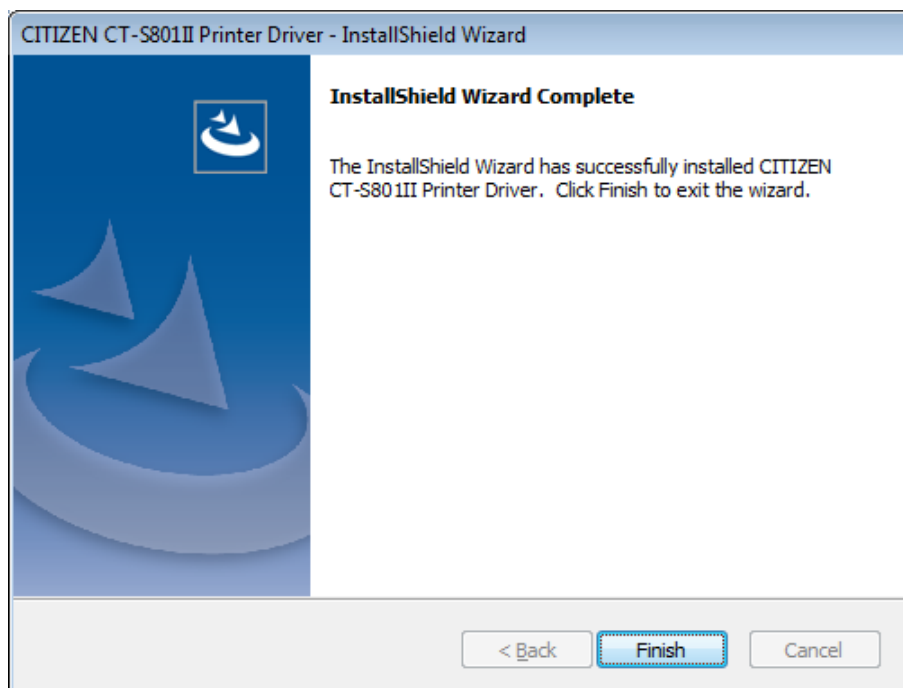 CITIZEN CT-S801II Printer Driver - InstallShield Wizard
InstallShield Wizard Complete
The InstallShield Wizard has successfully installed CITIZEN
CT-S801II Printer Driver.  Click Finish to exit the wizard.
< Back
Finish
Cancel